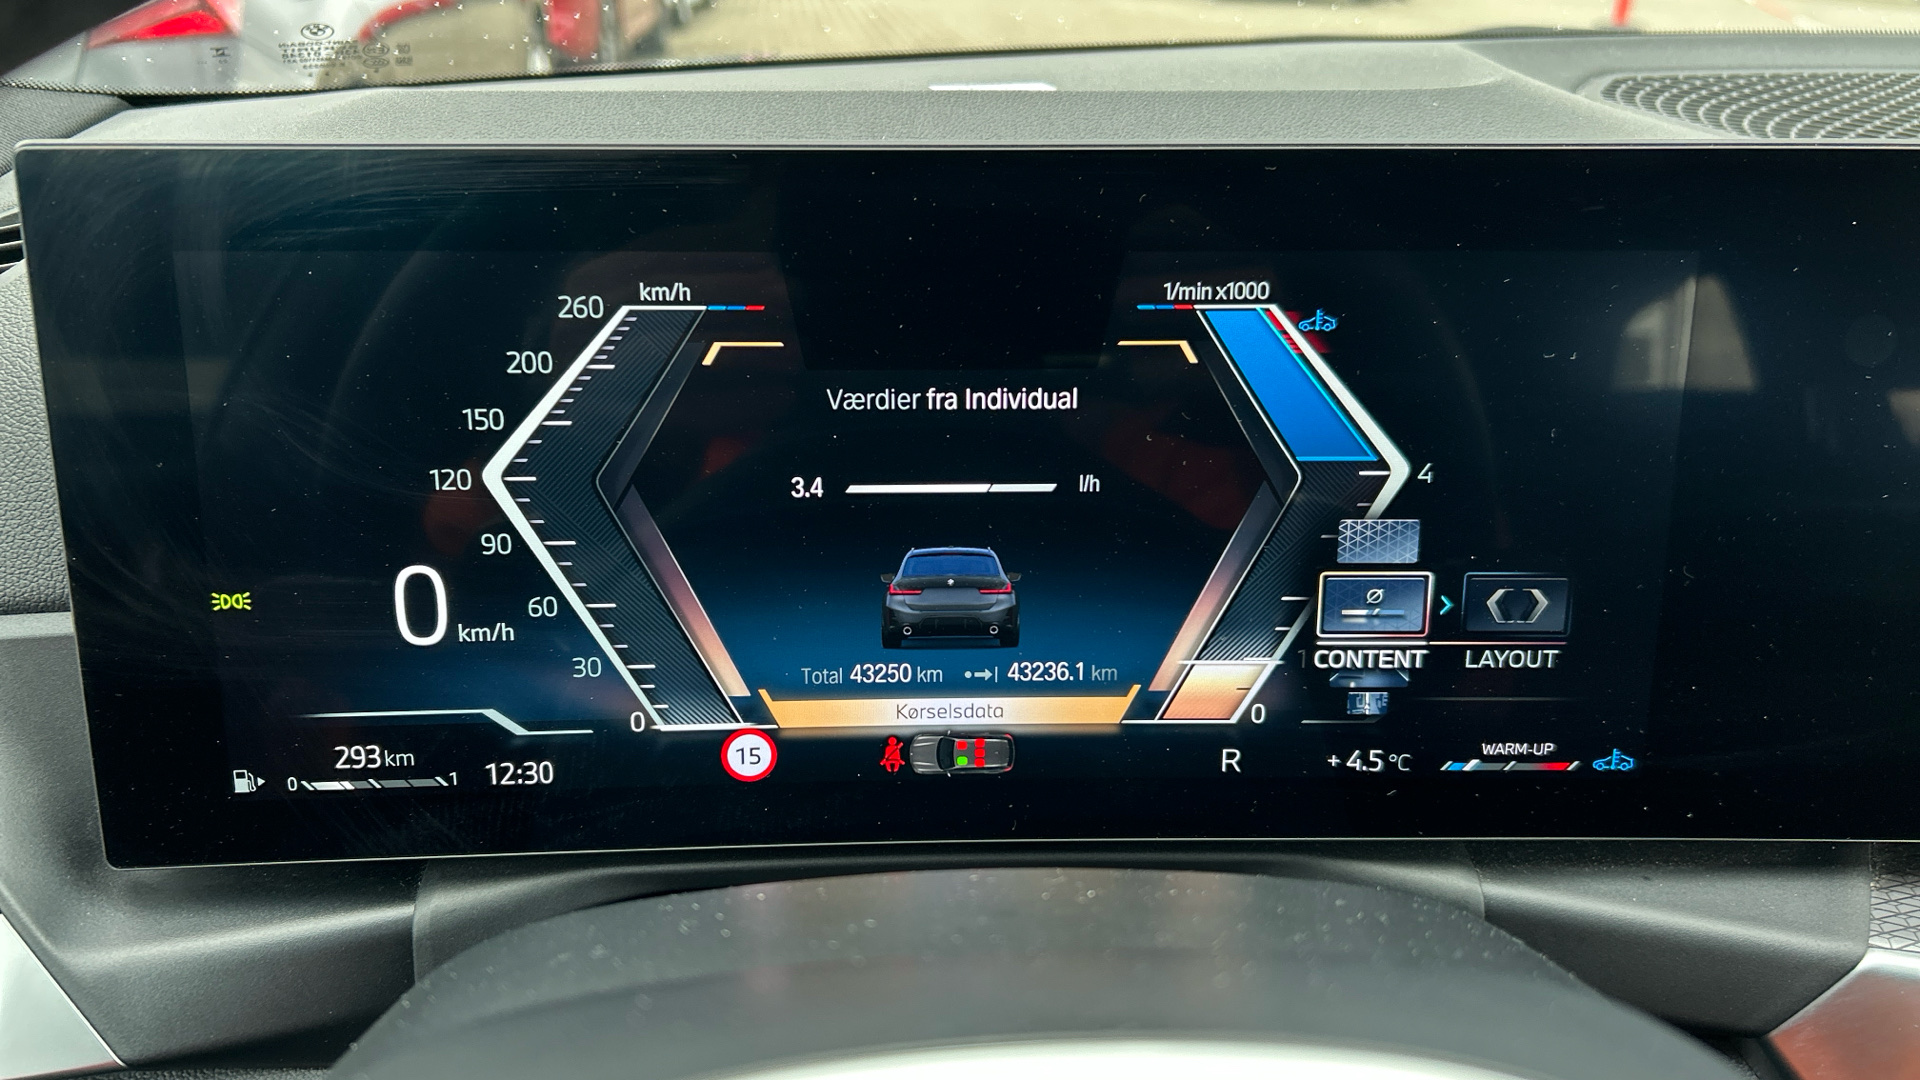 km/h
1/min x1000
260
200
150
120
90
60
30
0
4
1
0
Værdier fra Individual
3.4 l/h
0 km/h
CONTENT
LAYOUT
Total 43250 km 43236.1 km
Kørselsdata
293 km
0 1
12:30
15
R
+4.5 °C
WARM-UP